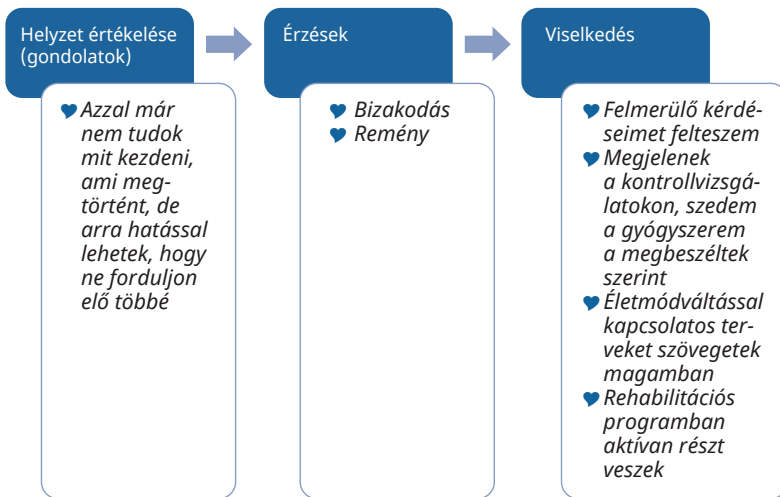 Helyzet értékelése
(gondolatok)
Azzal már
nem tudok
mit kezdeni,
ami meg-
történt, de
arra hatással
lehetek, hogy
ne forduljon
elő többé
Érzések
Bizakodás
Remény
Viselkedés
Felmerülő kérdé-
seimet felteszem
Megjelenek
a kontrollvizsgá-
latokon, szedem
a gyógyszerem
a megbeszéltek
szerint
Életmódváltással
kapcsolatos ter-
veket szövegetek
magamban
Rehabilitációs
programban
aktívan részt
veszek